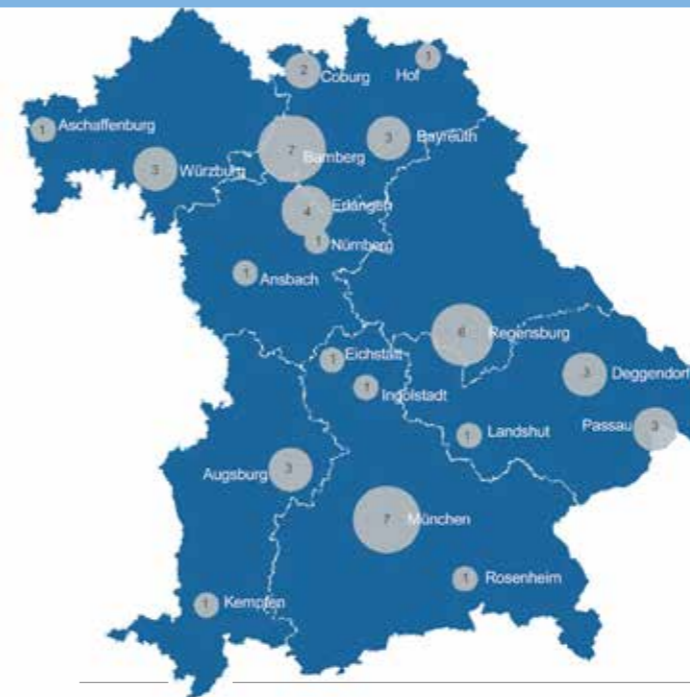 1
Hof
2
Coburg
1
Aschaffenburg
7
Bamberg
3
Bayreuth
3
Würzburg
4
Erlangen
1
Nürnberg
1
Ansbach
6
Regensburg
1
Eichstätt
1
Ingolstadt
3
Deggendorf
1
Landshut
Passau
3
Augsburg
3
7
München
1
Rosenheim
1
Kempten